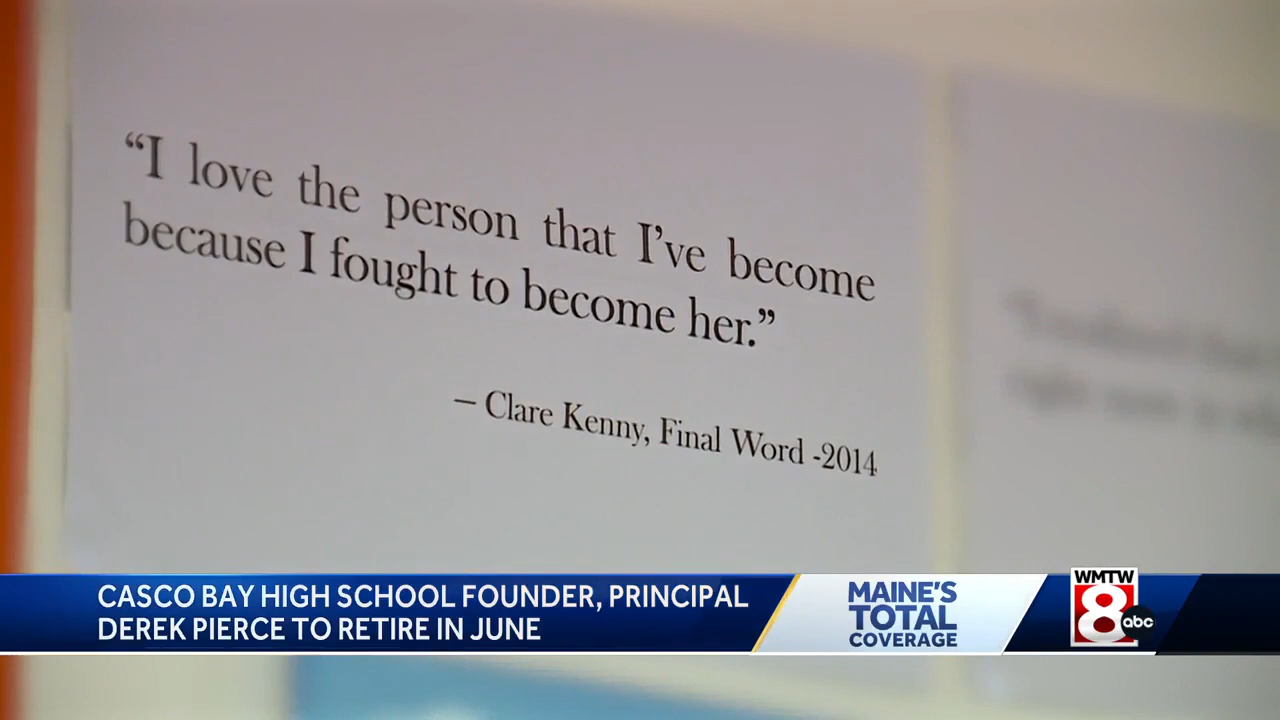 “I love the person that I’ve become
because I fought to become her.”
– Clare Kenny, Final Word -2014
CASCO BAY HIGH SCHOOL FOUNDER, PRINCIPAL
DEREK PIERCE TO RETIRE IN JUNE
MAINE'S
TOTAL
COVERAGE
WMTW
8
abc